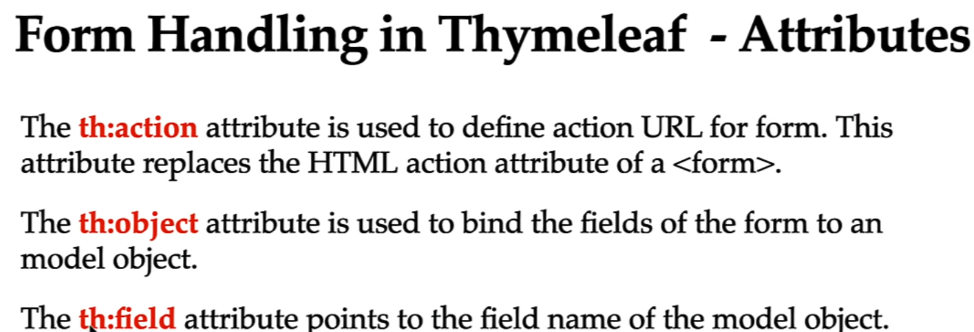 Form Handling in Thymeleaf - Attributes
The th:action attribute is used to define action URL for form. This
attribute replaces the HTML action attribute of a <form>.
The th:object attribute is used to bind the fields of the form to an
model object.
The th:field attribute points to the field name of the model object.